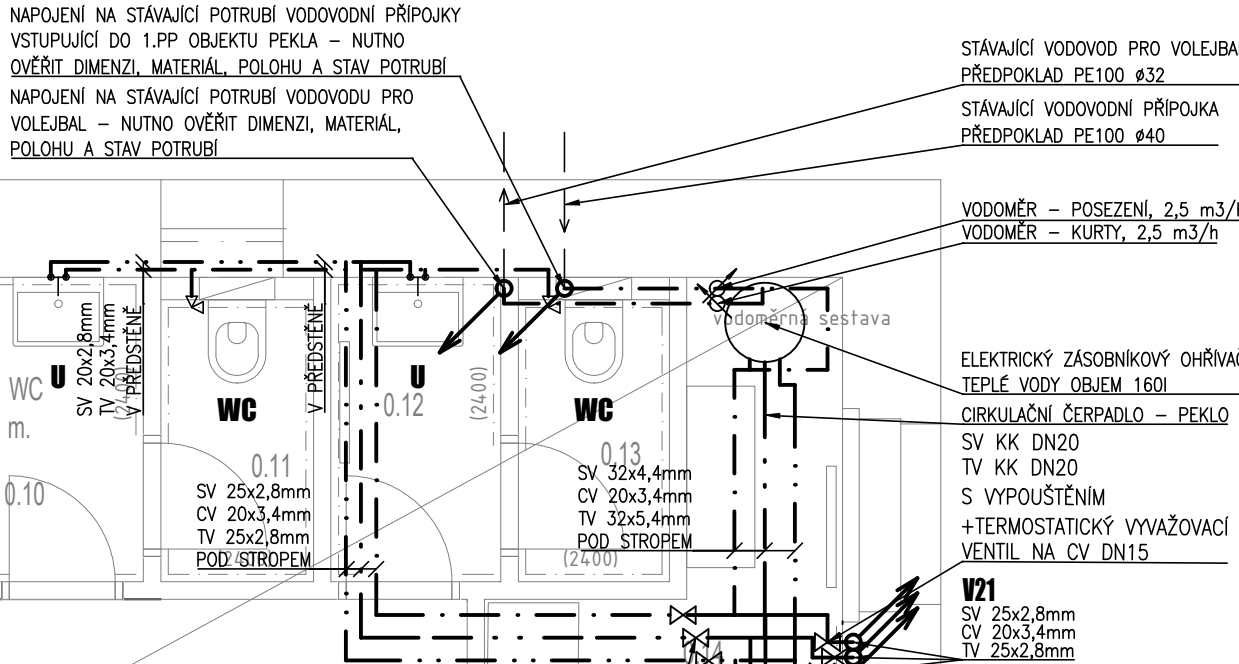 NAPOJENÍ NA STÁVAJÍCÍ POTRUBÍ VODOVODNÍ PŘÍPOJKY
VSTUPUJÍCÍ DO 1.PP OBJEKTU PEKLA – NUTNO
OVĚŘIT DIMENZI, MATERIÁL, POLOHU A STAV POTRUBÍ
NAPOJENÍ NA STÁVAJÍCÍ POTRUBÍ VODOVODU PRO
VOLEJBAL – NUTNO OVĚŘIT DIMENZI, MATERIÁL,
POLOHU A STAV POTRUBÍ
STÁVAJÍCÍ VODOVOD PRO VOLEJBA
PŘEDPOKLAD PE100 ø32
STÁVAJÍCÍ VODOVODNÍ PŘÍPOJKA
PŘEDPOKLAD PE100 ø40
VODOMĚR – POSEZENÍ, 2,5 m3/h
VODOMĚR – KURTY, 2,5 m3/h
vodoměrná sestava
ELEKTRICKÝ ZÁSOBNÍKOVÝ OHŘÍVAČ
TEPLÉ VODY OBJEM 160l
CIRKULAČNÍ ČERPADLO – PEKLO
SV KK DN20
TV KK DN20
S VYPOUŠTĚNÍM
+TERMOSTATICKÝ VYVAŽOVACÍ
VENTIL NA CV DN15
V21
SV 25x2,8mm
CV 20x3,4mm
TV 25x2,8mm
WC
m.
0.10
U
SV 20x2,8mm
TV 20x3,4mm
V PŘEDSTĚNĚ
(2400)
WC
0.11
V PŘEDSTĚNĚ
SV 25x2,8mm
CV 20x3,4mm
TV 25x2,8mm
POD STROPEM
(2400)
U
0.12
(2400)
WC
0.13
SV 32x4,4mm
CV 20x3,4mm
TV 32x5,4mm
POD STROPEM
(2400)